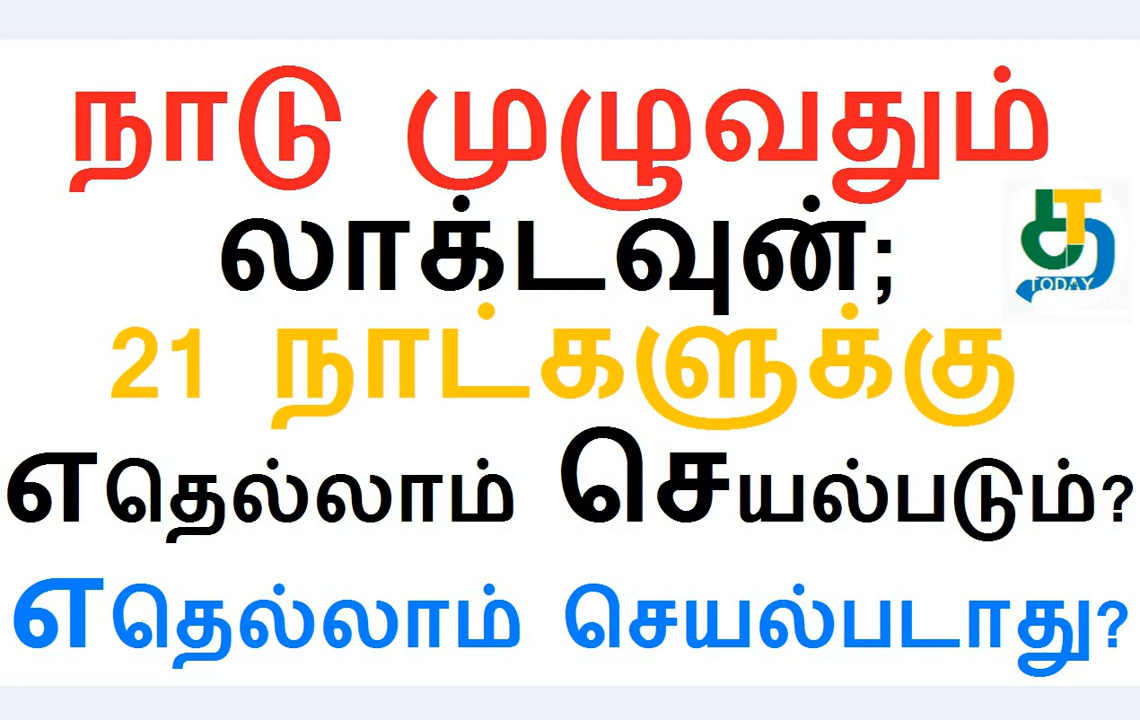 நாடு முழுவதும்
லாக்டவுன்;
TODAY
21 நாட்களுக்கு
எதெல்லாம் செயல்படும்?
எதெல்லாம் செயல்படாது?